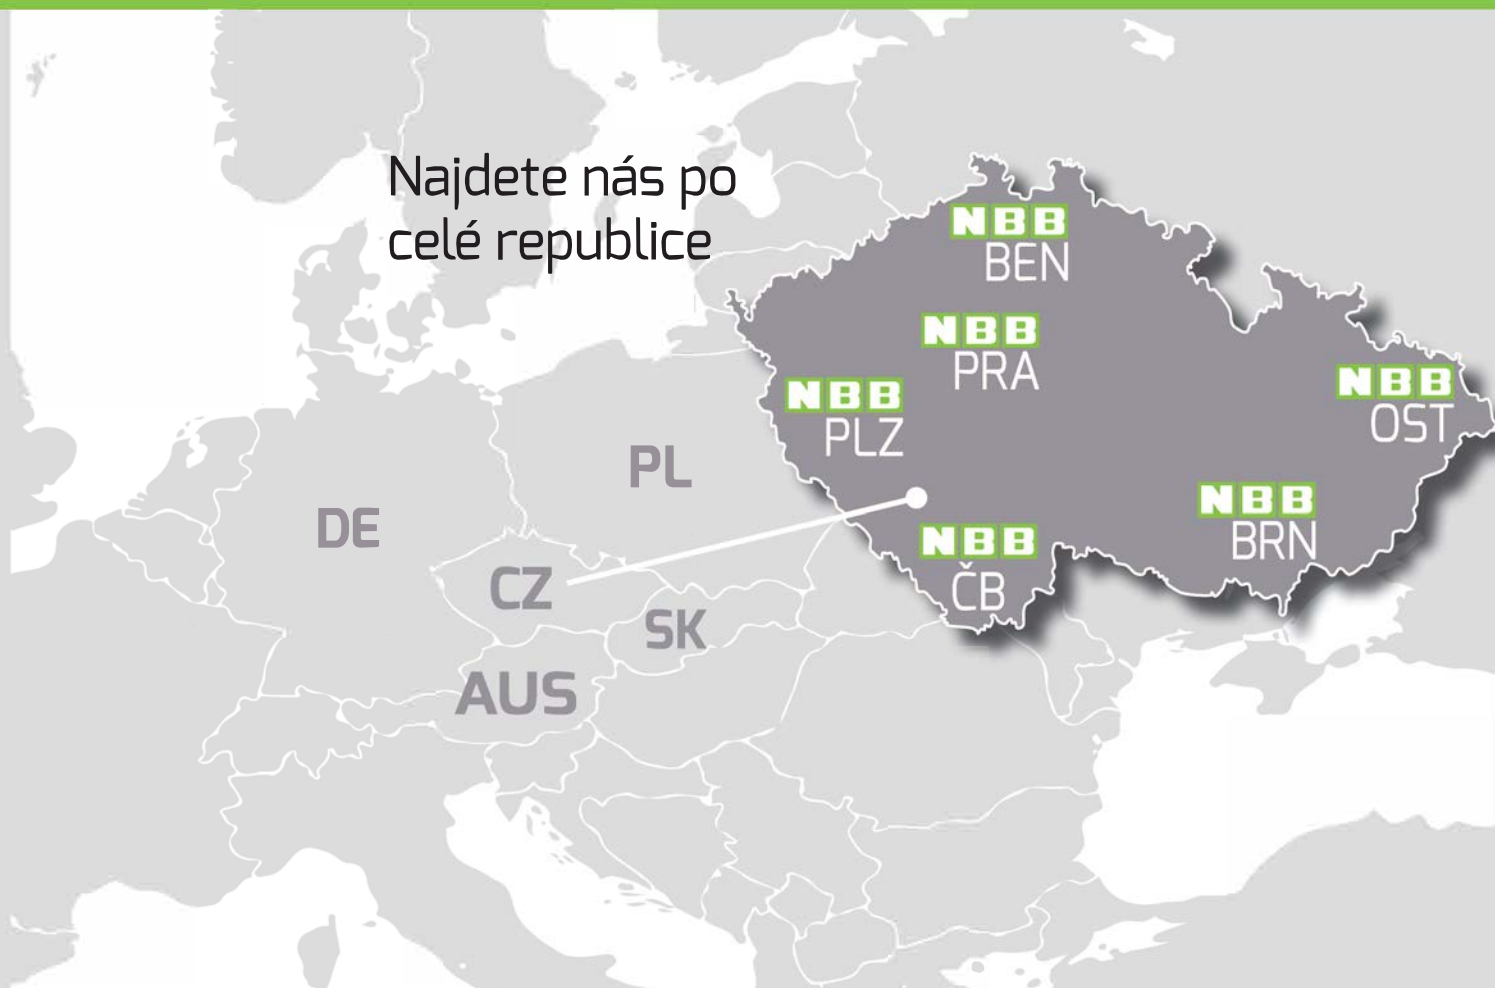 Najdete nás po
celé republice
NBB
BEN
NBB
PRA
NBB
PLZ
NBB
OST
NBB
BRN
NBB
ČB
PL
DE
CZ
SK
AUS